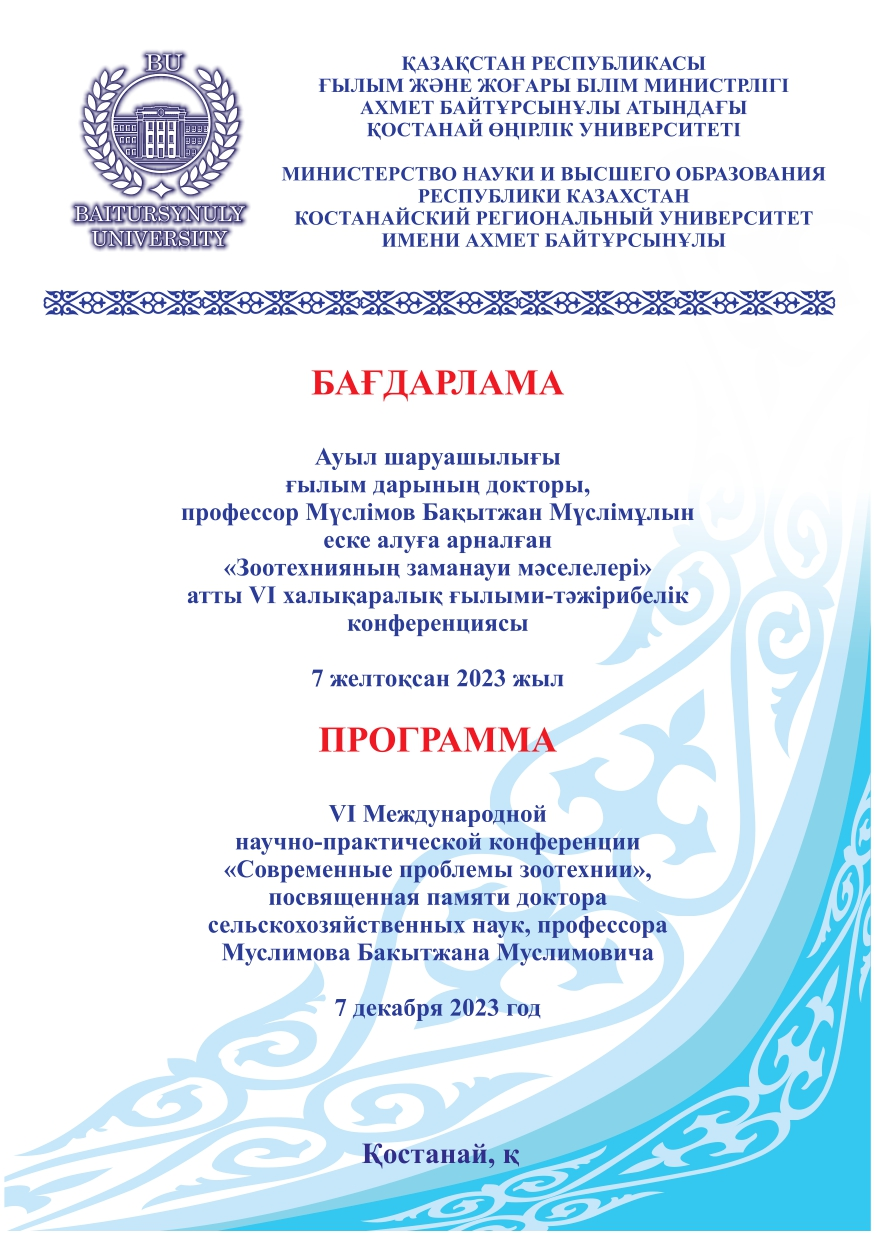 BU
BAITURSYNULY
UNIVERSITY
ҚАЗАҚСТАН РЕСПУБЛИКАСЫ
ҒЫЛЫМ ЖӘНЕ ЖОҒАРЫ БІЛІМ МИНИСТРЛІГІ
АХМЕТ БАЙТҰРСЫНҰЛЫ АТЫНДАҒЫ
ҚОСТАНАЙ ӨҢІРЛІК УНИВЕРСИТЕТІ
МИНИСТЕРСТВО НАУКИ И ВЫСШЕГО ОБРАЗОВАНИЯ
РЕСПУБЛИКИ КАЗАХСТАН
КОСТАНАЙСКИЙ РЕГИОНАЛЬНЫЙ УНИВЕРСИТЕТ
ИМЕНИ АХМЕТ БАЙТҰРСЫНҰЛЫ
БАҒДАРЛАМА
Ауыл шаруашылығы
ғылым дарының докторы,
профессор Мүслімов Бақытжан Мүслімұлын
еске алуға арналған
«Зоотехнияның заманауи мәселелері»
атты VI халықаралық ғылыми-тәжірибелік
конференциясы
7 желтоқсан 2023 жыл
ПРОГРАММА
VI Международной
научно-практической конференции
«Современные проблемы зоотехнии»,
посвященная памяти доктора
сельскохозяйственных наук, профессора
Муслимова Бакытжана Муслимовича
7 декабря 2023 год
Қостанай, қ